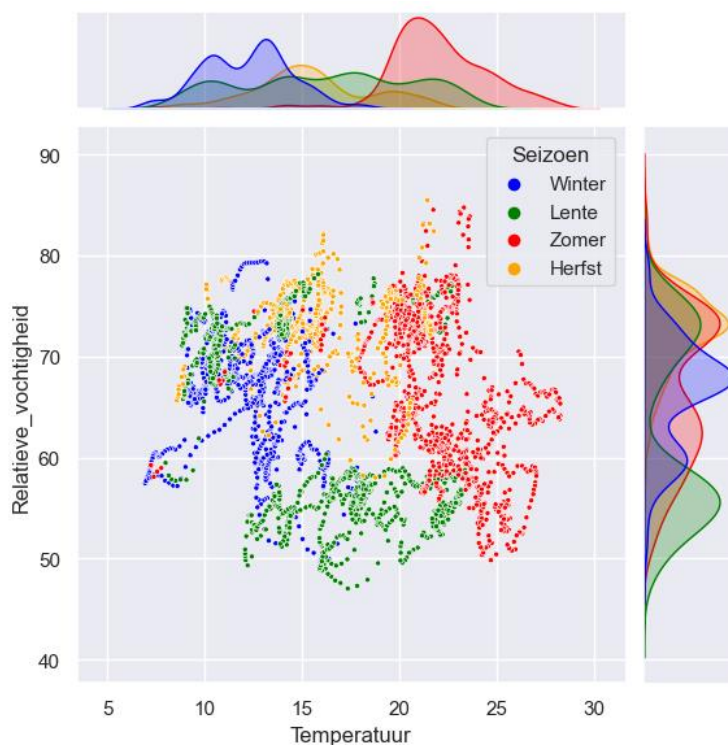 90
80
70
60
50
40
Relatieve_vochtigheid
Seizoen
Winter
Lente
Zomer
Herfst
5 10 15 20 25 30
Temperatuur